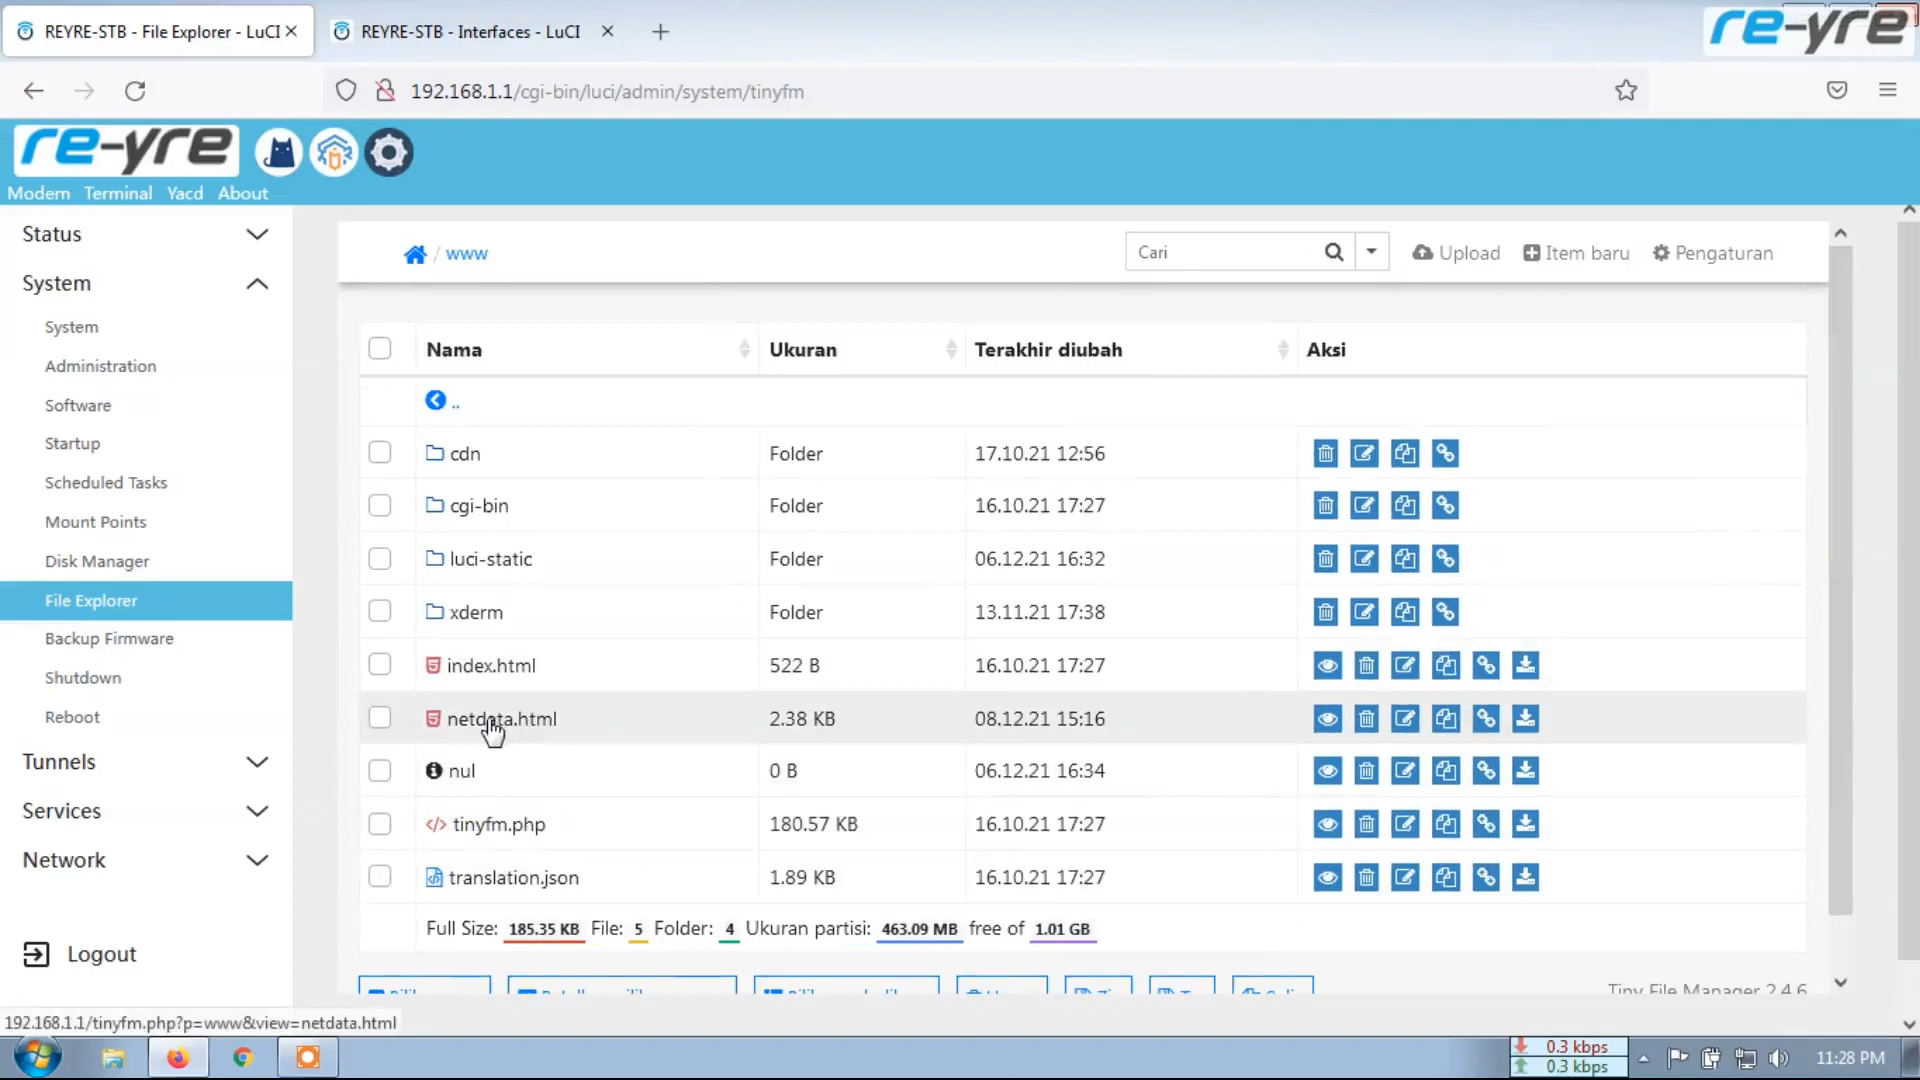 REYRE-STB - File Explorer - LuCI
REYRE-STB - Interfaces - LuCI
re-yre
192.168.1.1/cgi-bin/luci/admin/system/tinyfm
re-yre
Modem Terminal Yacd About
Status
System
System
Administration
Software
Startup
Scheduled Tasks
Mount Points
Disk Manager
File Explorer
Backup Firmware
Shutdown
Reboot
Tunnels
Services
Network
Logout
/ www
Cari
Upload
Item baru
Pengaturan
Nama Ukuran Terakhir diubah Aksi
..
cdn Folder 17.10.21 12:56
cgi-bin Folder 16.10.21 17:27
luci-static Folder 06.12.21 16:32
xderm Folder 13.11.21 17:38
index.html 522 B 16.10.21 17:27
netdata.html 2.38 KB 08.12.21 15:16
nul 0 B 06.12.21 16:34
tinyfm.php 180.57 KB 16.10.21 17:27
translation.json 1.89 KB 16.10.21 17:27
Full Size: 185.35 KB File: 5 Folder: 4 Ukuran partisi: 463.09 MB free of 1.01 GB
Tiny File Manager 2.4.6
192.168.1.1/tinyfm.php?p=www&view=netdata.html
0.3 kbps
0.3 kbps
11:28 PM